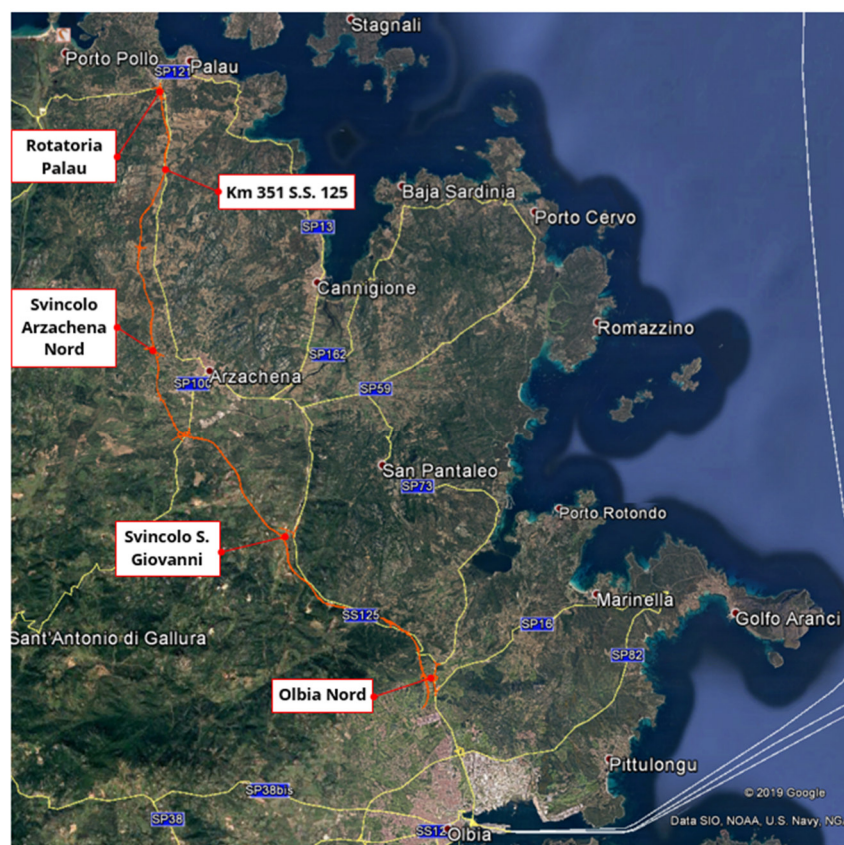 Stagnali
Porto Pollo
Palau
SP121
Rotatoria
Palau
Km 351 S.S. 125
Baja Sardinia
Porto Cervo
SP13
Cannigione
Svincolo
Arzachena
Nord
Romazzino
SP162
Arzachena
SP100
SP59
San Pantaleo
SP73
Porto Rotondo
Svincolo S.
Giovanni
Marinella
SS125
SP16
Golfo Aranci
Sant'Antonio di Gallura
SP82
Olbia Nord
Pittulongu
SP38bis
© 2019 Google
SP38
Data SIO, NOAA, U.S. Navy, NG
SS12
Olbia